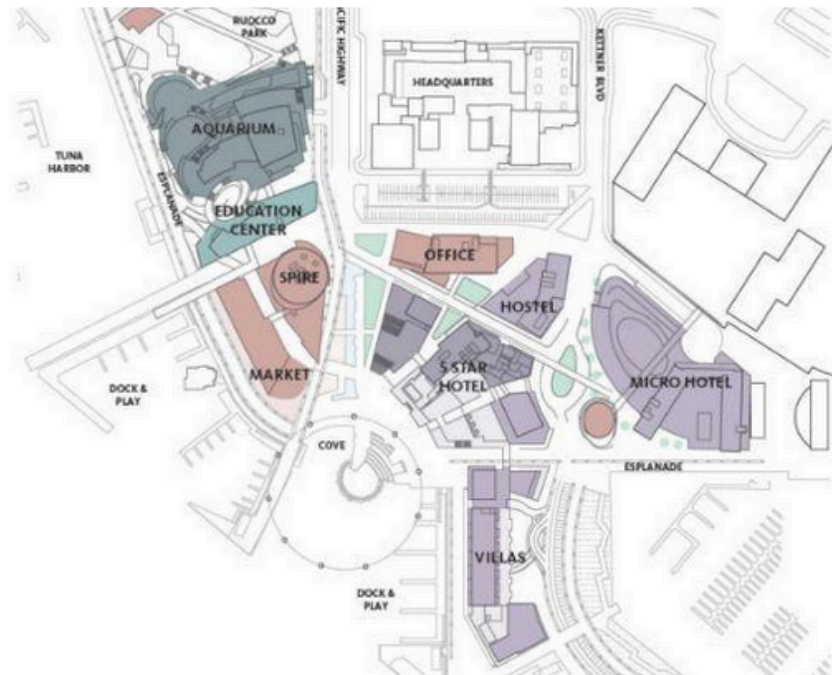 RUOCCO
PARK
PACIFIC HIGHWAY
KETTNER BLVD
HEADQUARTERS
AQUARIUM
TUNA
HARBOR
ESPLANADE
EDUCATION
CENTER
OFFICE
SPIRE
HOSTEL
5 STAR
HOTEL
MARKET
MICRO HOTEL
DOCK &
PLAY
COVE
ESPLANADE
VILLAS
DOCK &
PLAY